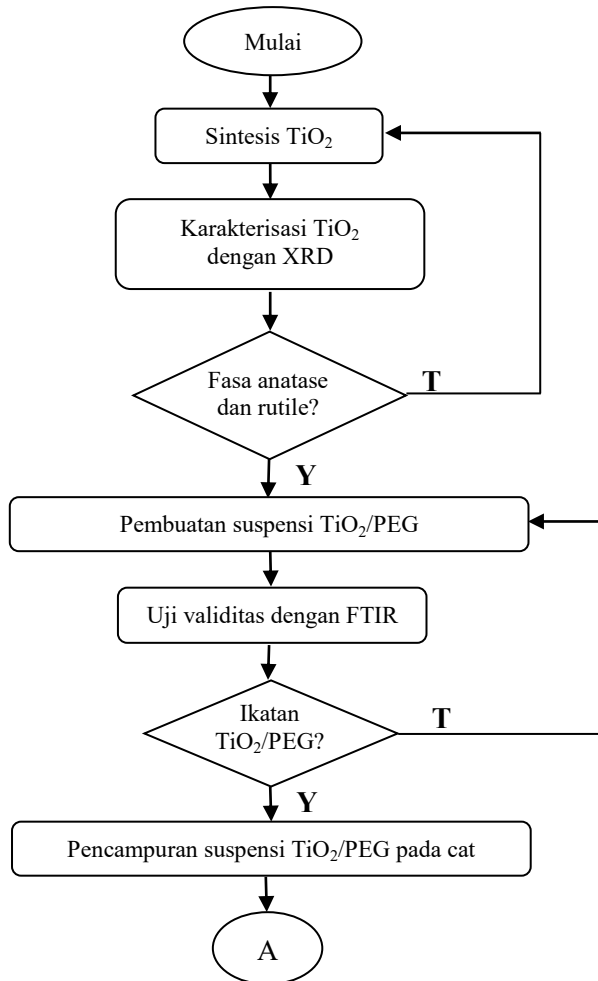 Mulai
Sintesis TiO₂
Karakterisasi TiO₂
dengan XRD
Fasa anatase
dan rutile?
T
Y
Pembuatan suspensi TiO₂/PEG
Uji validitas dengan FTIR
Ikatan
TiO₂/PEG?
T
Y
Pencampuran suspensi TiO₂/PEG pada cat
A